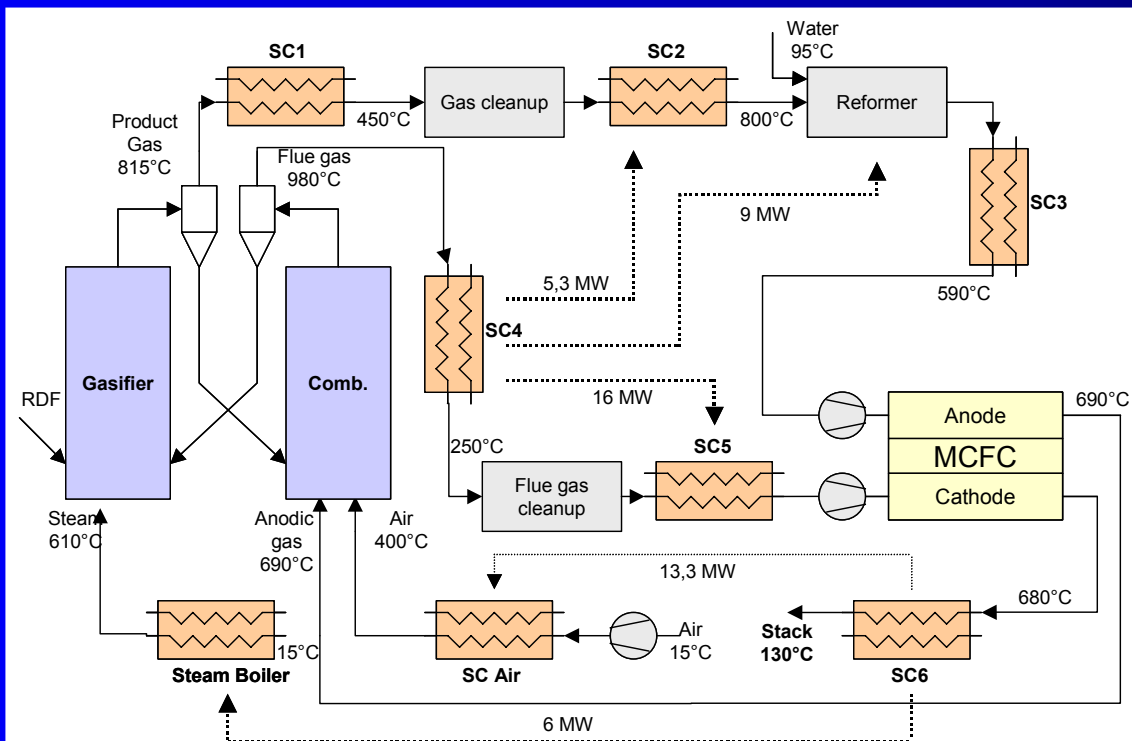 SC1
SC2
Water
95°C
Gas cleanup
Reformer
450°C
800°C
Product
Gas
815°C
Flue gas
980°C
SC3
9 MW
5,3 MW
590°C
SC4
Gasifier
Comb.
RDF
16 MW
690°C
Anode
MCFC
Cathode
250°C
SC5
Flue gas
cleanup
Steam
610°C
Anodic
gas
690°C
Air
400°C
13,3 MW
680°C
Air
15°C
Stack
130°C
15°C
Steam Boiler
SC Air
SC6
6 MW